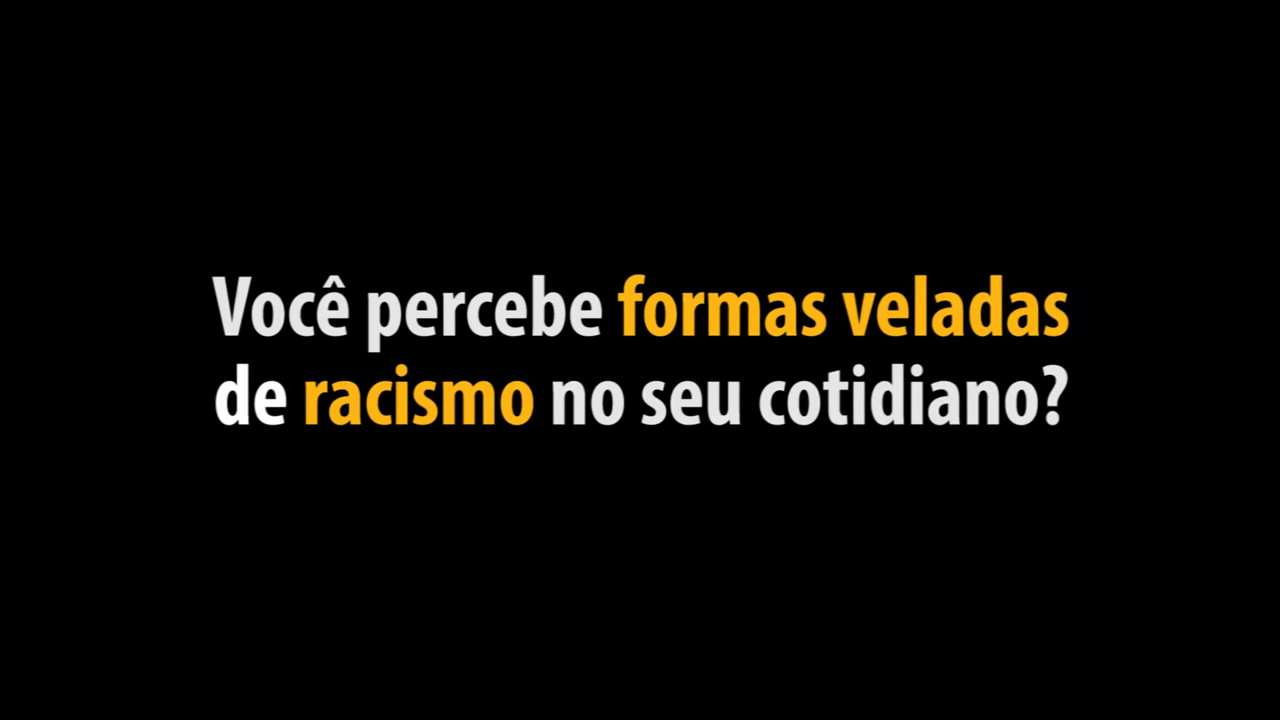 Você percebe formas veladas
de racismo no seu cotidiano?